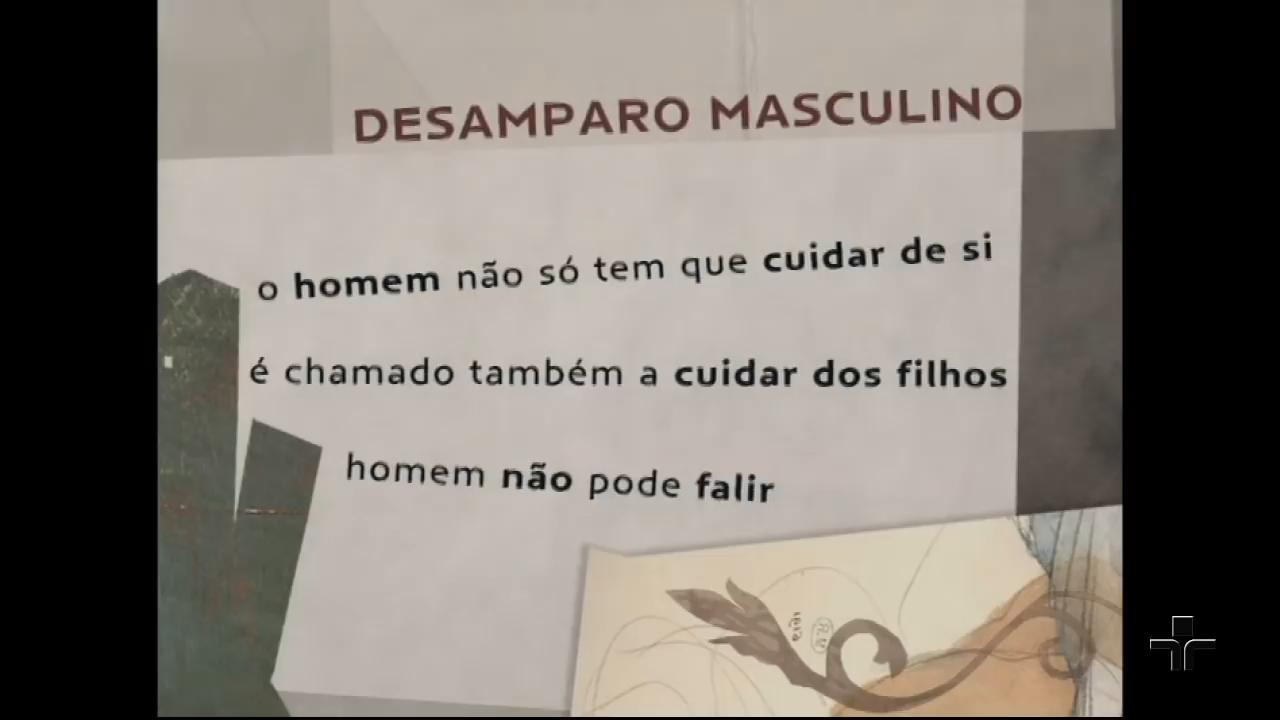 DESAMPARO MASCULINO
o homem não só tem que cuidar de si
é chamado também a cuidar dos filhos
homem não pode falir